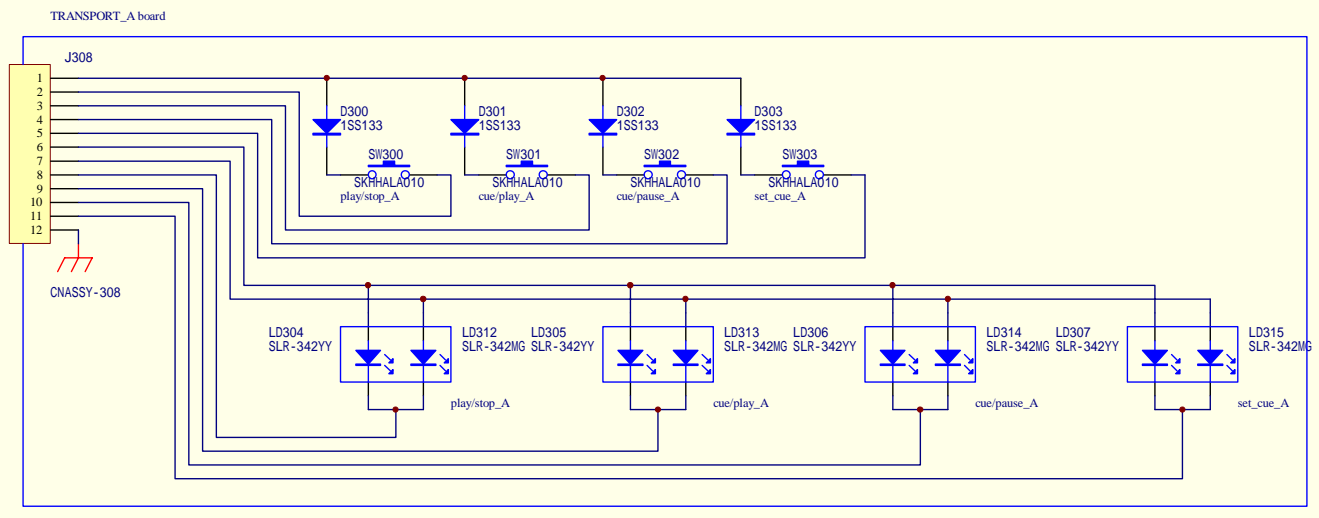 TRANSPORT_A board
J308
1
2
3
4
5
6
7
8
9
10
11
12
CNASSY-308
D300
1SS133
D301
1SS133
D302
1SS133
D303
1SS133
SW300
SKHHALA010
play/stop_A
SW301
SKHHALA010
cue/play_A
SW302
SKHHALA010
cue/pause_A
SW303
SKHHALA010
set_cue_A
LD304
SLR-342YY
LD312
SLR-342MG
play/stop_A
LD305
SLR-342YY
LD313
SLR-342MG
cue/play_A
LD306
SLR-342YY
LD314
SLR-342MG
cue/pause_A
LD307
SLR-342YY
LD315
SLR-342MG
set_cue_A